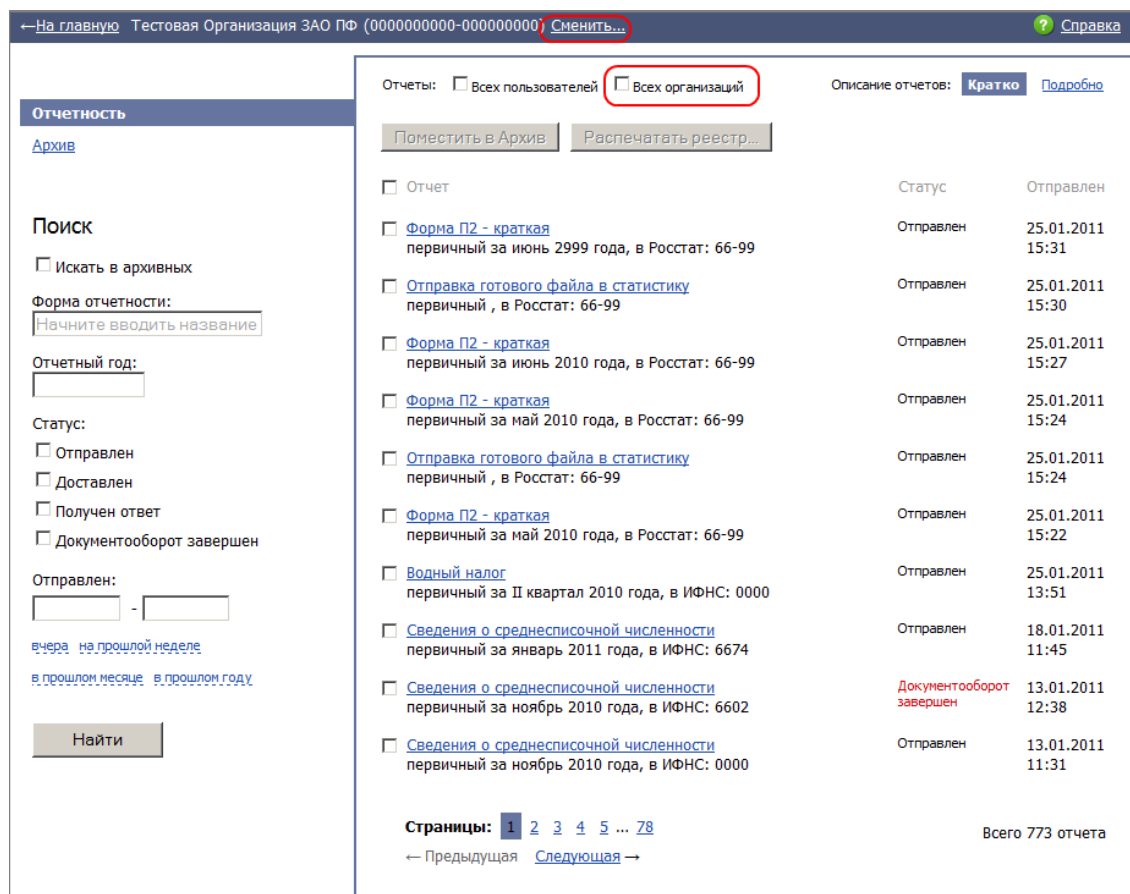 ←На главную Тестовая Организация ЗАО ПФ (0000000000-000000000) Сменить... ? Справка
Отчеты: Всех пользователей Всех организаций Описание отчетов: Кратко Подробно
Отчетность
Архив
Поиск
Искать в архивных
Форма отчетности:
Начните вводить название
Отчетный год:
Статус:
Отправлен
Доставлен
Получен ответ
Документооборот завершен
Отправлен:
-
вчера на прошлой неделе
в прошлом месяце в прошлом году
Найти
Поместить в Архив Распечатать реестр...
Отчет Статус Отправлен
Форма П2 - краткая Отправлен 25.01.2011
первичный за июнь 2999 года, в Росстат: 66-99 15:31
Отправка готового файла в статистику Отправлен 25.01.2011
первичный , в Росстат: 66-99 15:30
Форма П2 - краткая Отправлен 25.01.2011
первичный за июнь 2010 года, в Росстат: 66-99 15:27
Форма П2 - краткая Отправлен 25.01.2011
первичный за май 2010 года, в Росстат: 66-99 15:24
Отправка готового файла в статистику Отправлен 25.01.2011
первичный , в Росстат: 66-99 15:24
Форма П2 - краткая Отправлен 25.01.2011
первичный за май 2010 года, в Росстат: 66-99 15:22
Водный налог Отправлен 25.01.2011
первичный за II квартал 2010 года, в ИФНС: 0000 13:51
Сведения о среднесписочной численности Отправлен 18.01.2011
первичный за январь 2011 года, в ИФНС: 6674 11:45
Сведения о среднесписочной численности Документооборот 13.01.2011
первичный за ноябрь 2010 года, в ИФНС: 6602 завершен 12:38
Сведения о среднесписочной численности Отправлен 13.01.2011
первичный за ноябрь 2010 года, в ИФНС: 0000 11:31
Страницы: 1 2 3 4 5 ... 78
Всего 773 отчета
← Предыдущая Следующая →